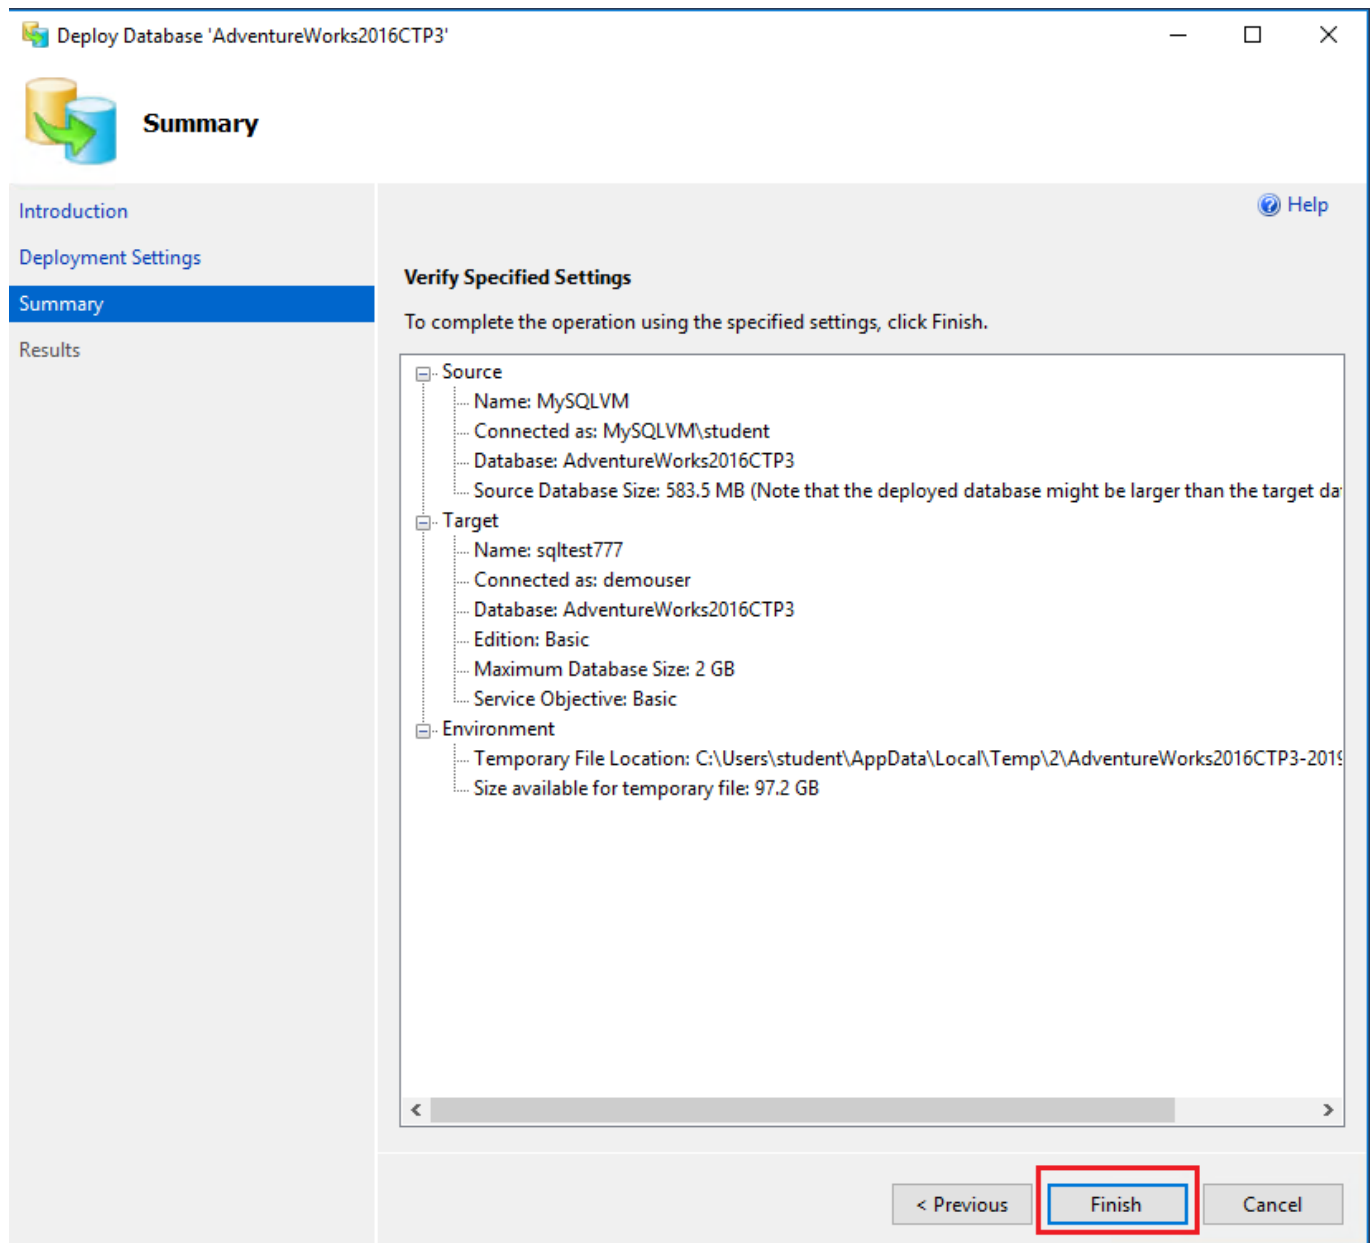 Deploy Database 'AdventureWorks2016CTP3'
Summary
Introduction
Deployment Settings
Summary
Results
Help
Verify Specified Settings
To complete the operation using the specified settings, click Finish.
Source
Name: MySQLVM
Connected as: MySQLVM\student
Database: AdventureWorks2016CTP3
Source Database Size: 583.5 MB (Note that the deployed database might be larger than the target
Target
Name: sqltest777
Connected as: demouser
Database: AdventureWorks2016CTP3
Edition: Basic
Maximum Database Size: 2 GB
Service Objective: Basic
Environment
Temporary File Location: C:\Users\student\AppData\Local\Temp\2\AdventureWorks2016CTP3-2019
Size available for temporary file: 97.2 GB
< Previous
Finish
Cancel